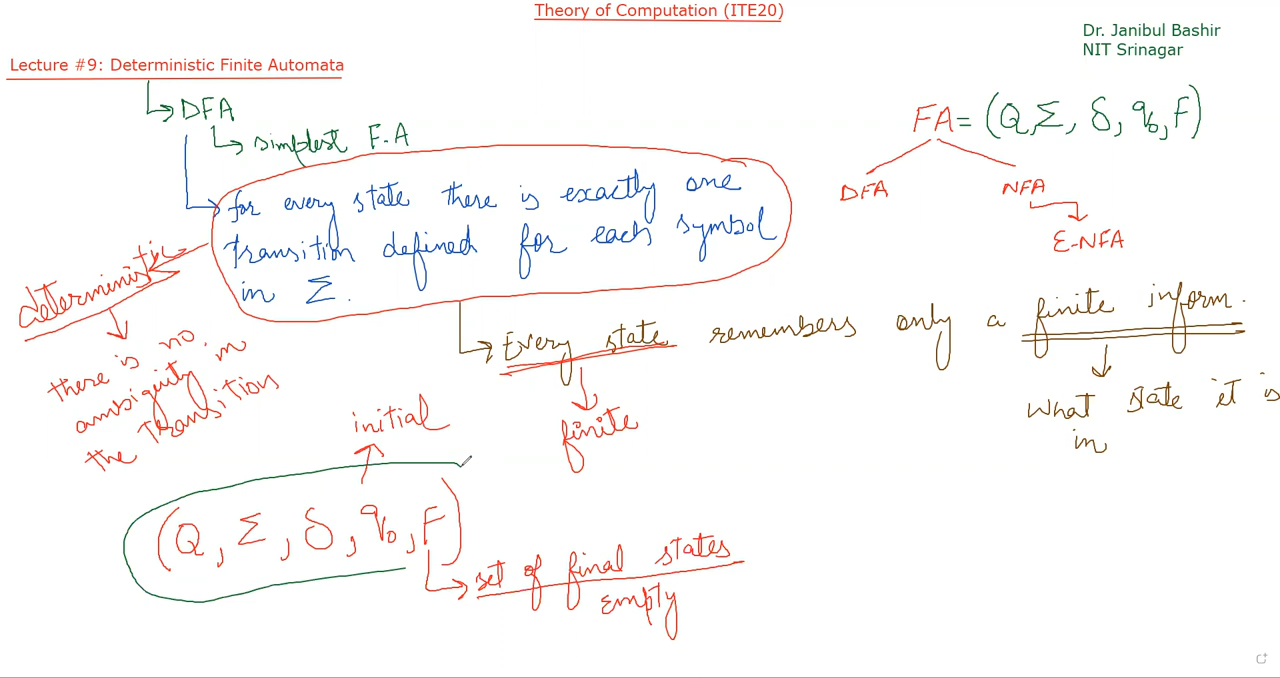 Theory of Computation (ITE20)
Dr. Janibul Bashir
NIT Srinagar
Lecture #9: Deterministic Finite Automata
DFA
simplest F.A
FA = (Q, Σ, δ, q0, F)
DFA
NFA
ε-NFA
for every state there is exactly one
transition defined for each symbol
in Σ.
deterministic
there is no
ambiguity in
the transition
Every state remembers only a finite inform.
finite
What state it is
in
initial
(Q, Σ, δ, q0, F)
set of final states
empty